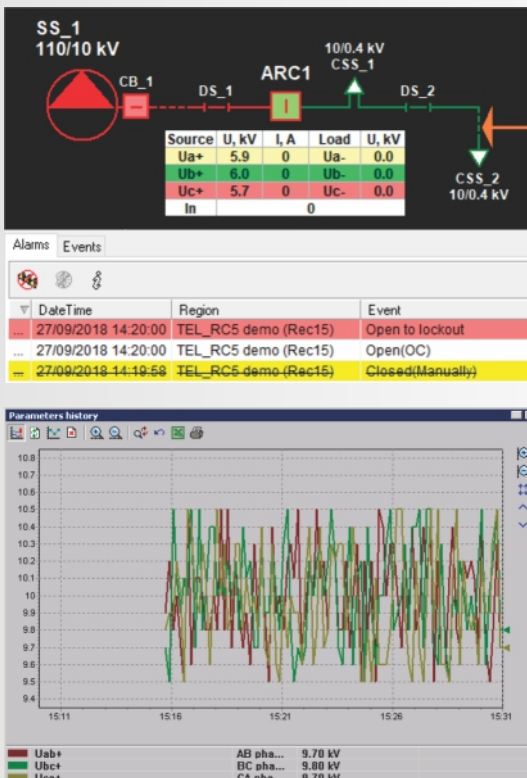 SS_1
110/10 kV
CB_1
DS_1
ARC1
10/0.4 kV
CSS_1
DS_2
CSS_2
10/0.4 kV
Source U, kV I, A Load U, kV
Ua+ 5.9 0 Ua- 0.0
Ub+ 6.0 0 Ub- 0.0
Uc+ 5.7 0 Uc- 0.0
In 0
Alarms Events
DateTime Region Event
... 27/09/2018 14:20:00 TEL_RC5 demo (Rec15) Open to lockout
... 27/09/2018 14:20:00 TEL_RC5 demo (Rec15) Open(OC)
... 27/09/2018 14:19:58 TEL_RC5 demo (Rec15) Closed(Manually)
Parameters history
10.8
10.7
10.6
10.5
10.4
10.3
10.2
10.1
10
9.9
9.8
9.7
9.6
9.5
9.4
15:11 15:16 15:21 15:26 15:31
Uab+ AB pha... 9.70 kV
Ubc+ BC pha... 9.80 kV
Uca+ CA pha... 9.70 kV